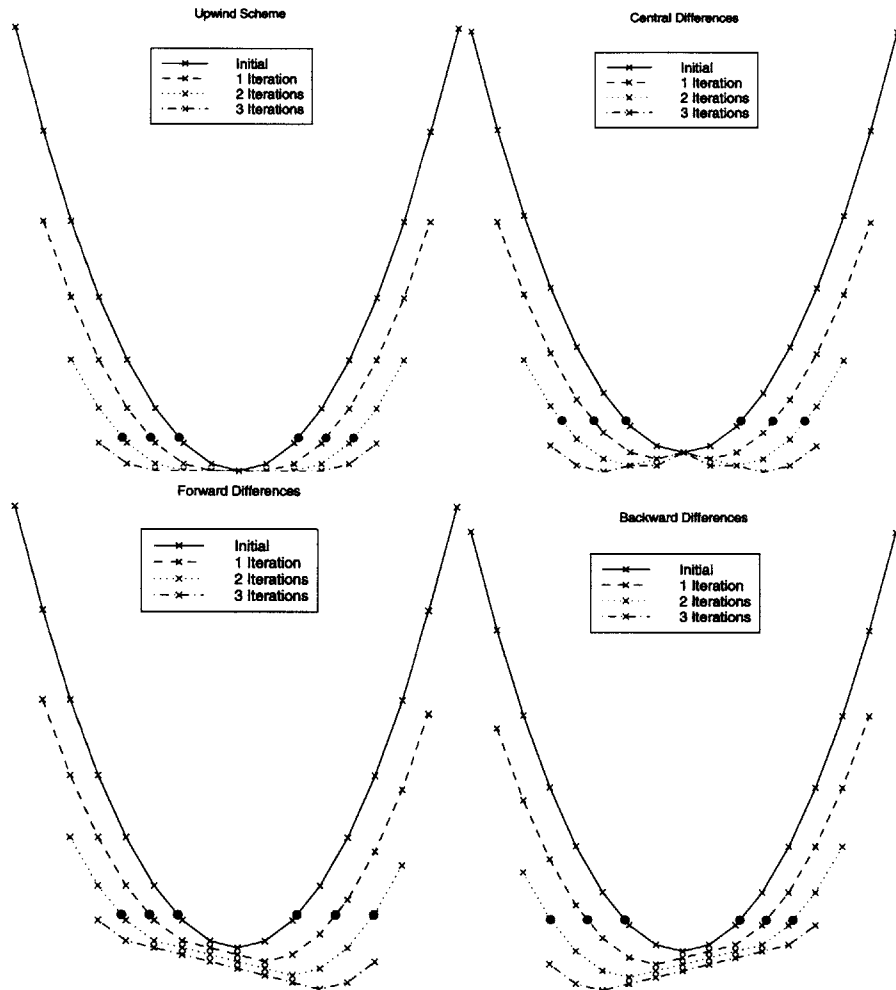 Upwind Scheme
Initial
1 Iteration
2 Iterations
3 Iterations
Central Differences
Initial
1 Iteration
2 Iterations
3 Iterations
Forward Differences
Initial
1 Iteration
2 Iterations
3 Iterations
Backward Differences
Initial
1 Iteration
2 Iterations
3 Iterations